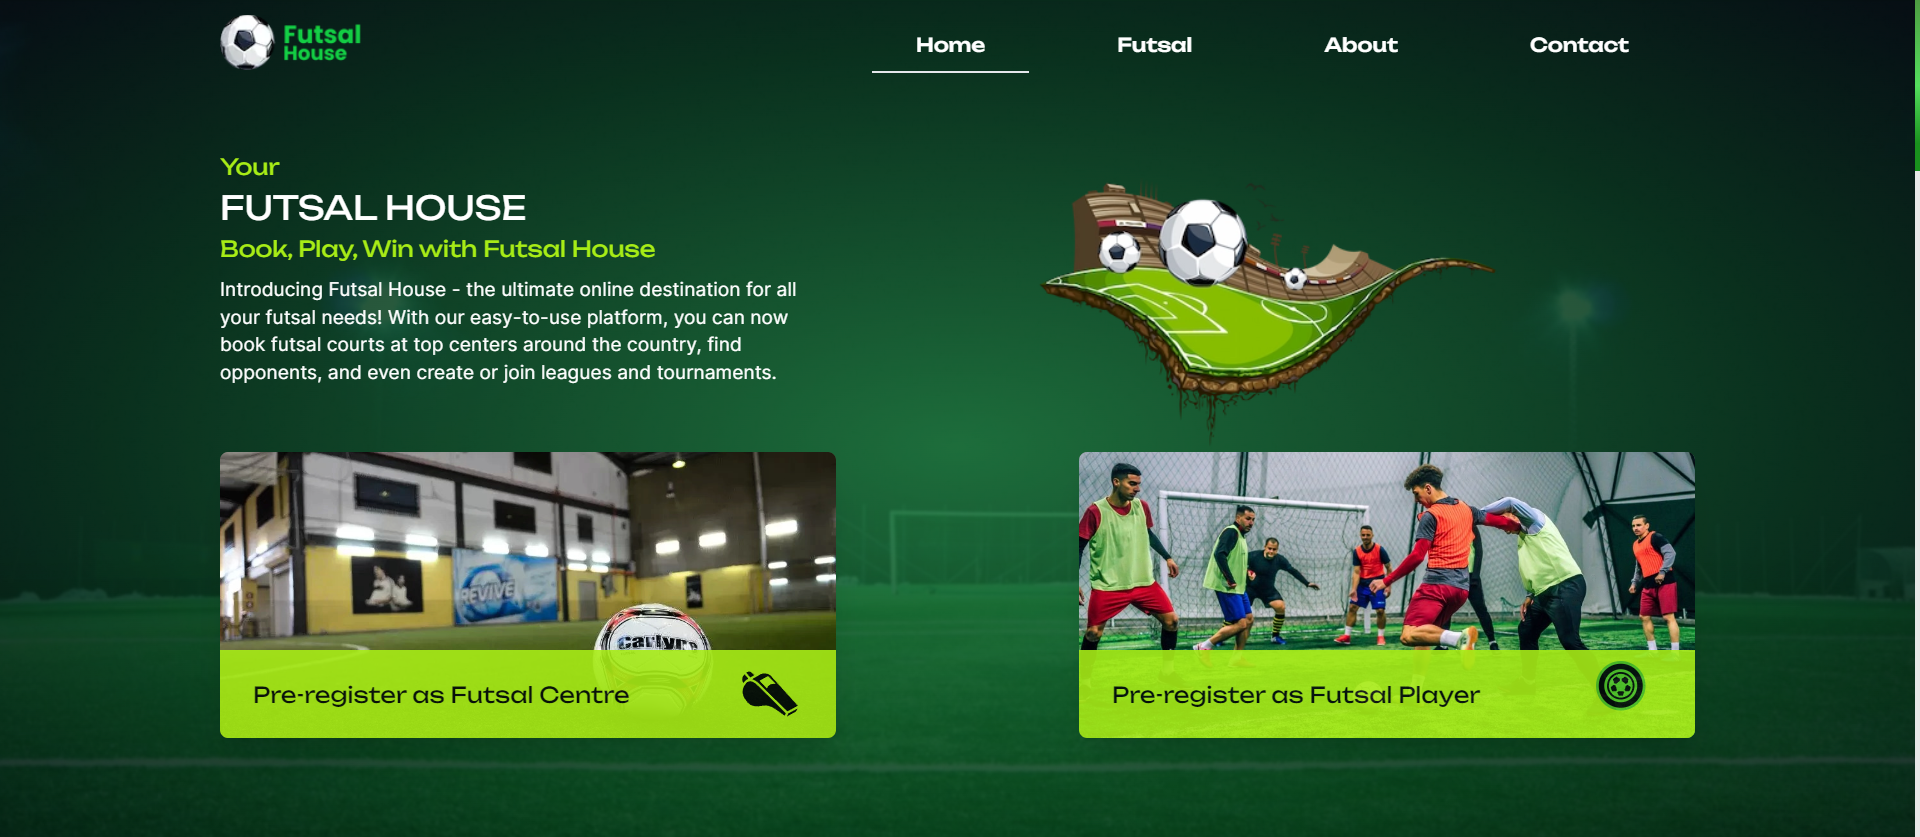 Futsal
House
Home
Futsal
About
Contact
Your
FUTSAL HOUSE
Book, Play, Win with Futsal House
Introducing Futsal House - the ultimate online destination for all
your futsal needs! With our easy-to-use platform, you can now
book futsal courts at top centers around the country, find
opponents, and even create or join leagues and tournaments.
REVIVE
Pre-register as Futsal Centre
Pre-register as Futsal Player